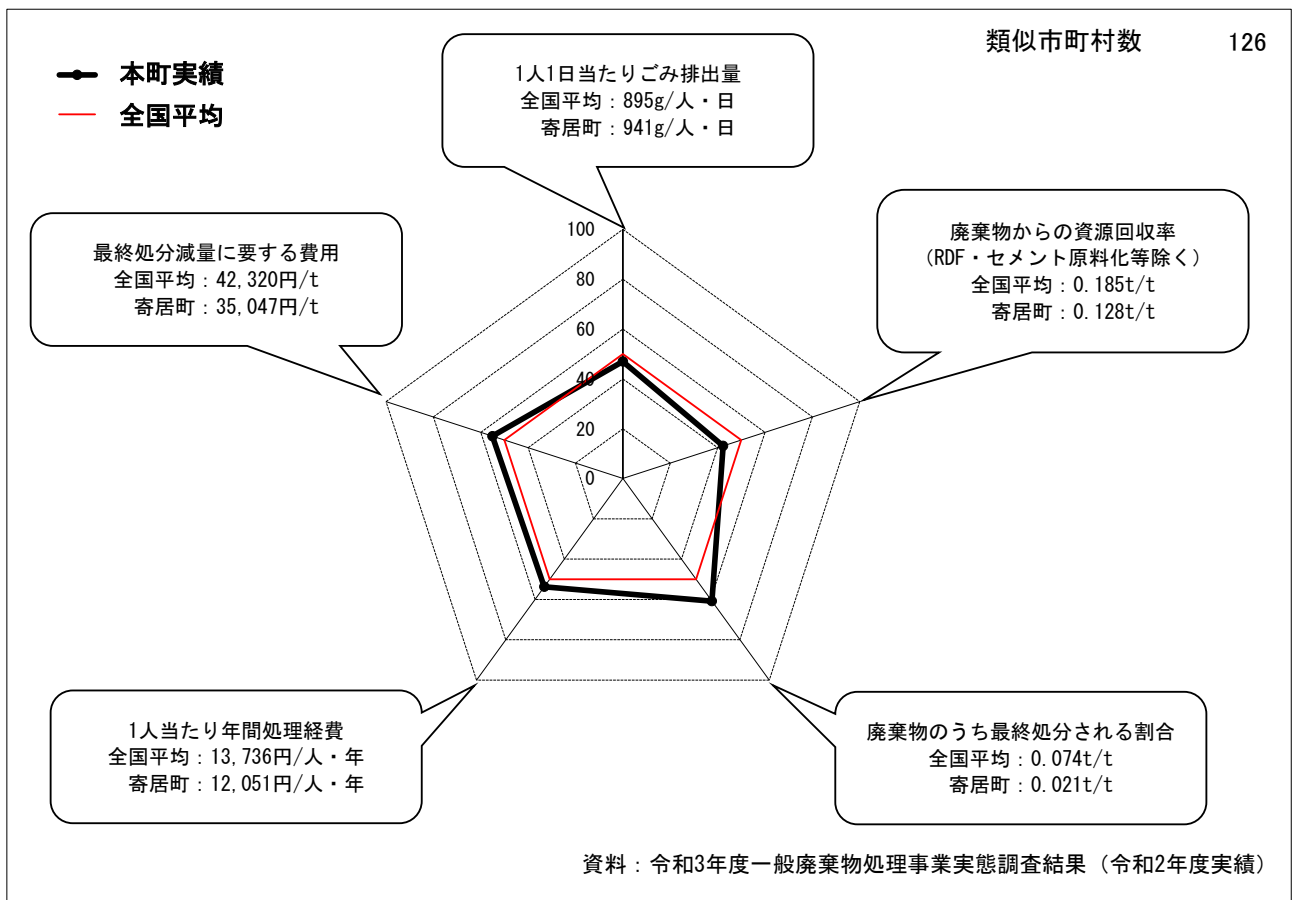 類似市町村数 126
本町実績
全国平均
1人1日当たりごみ排出量
全国平均：895g/人・日
寄居町：941g/人・日
廃棄物からの資源回収率
（RDF・セメント原料化等除く）
全国平均：0.185t/t
寄居町：0.128t/t
最終処分減量に要する費用
全国平均：42,320円/t
寄居町：35,047円/t
100
80
60
40
20
0
1人当たり年間処理経費
全国平均：13,736円/人・年
寄居町：12,051円/人・年
廃棄物のうち最終処分される割合
全国平均：0.074t/t
寄居町：0.021t/t
資料：令和3年度一般廃棄物処理事業実態調査結果（令和2年度実績）